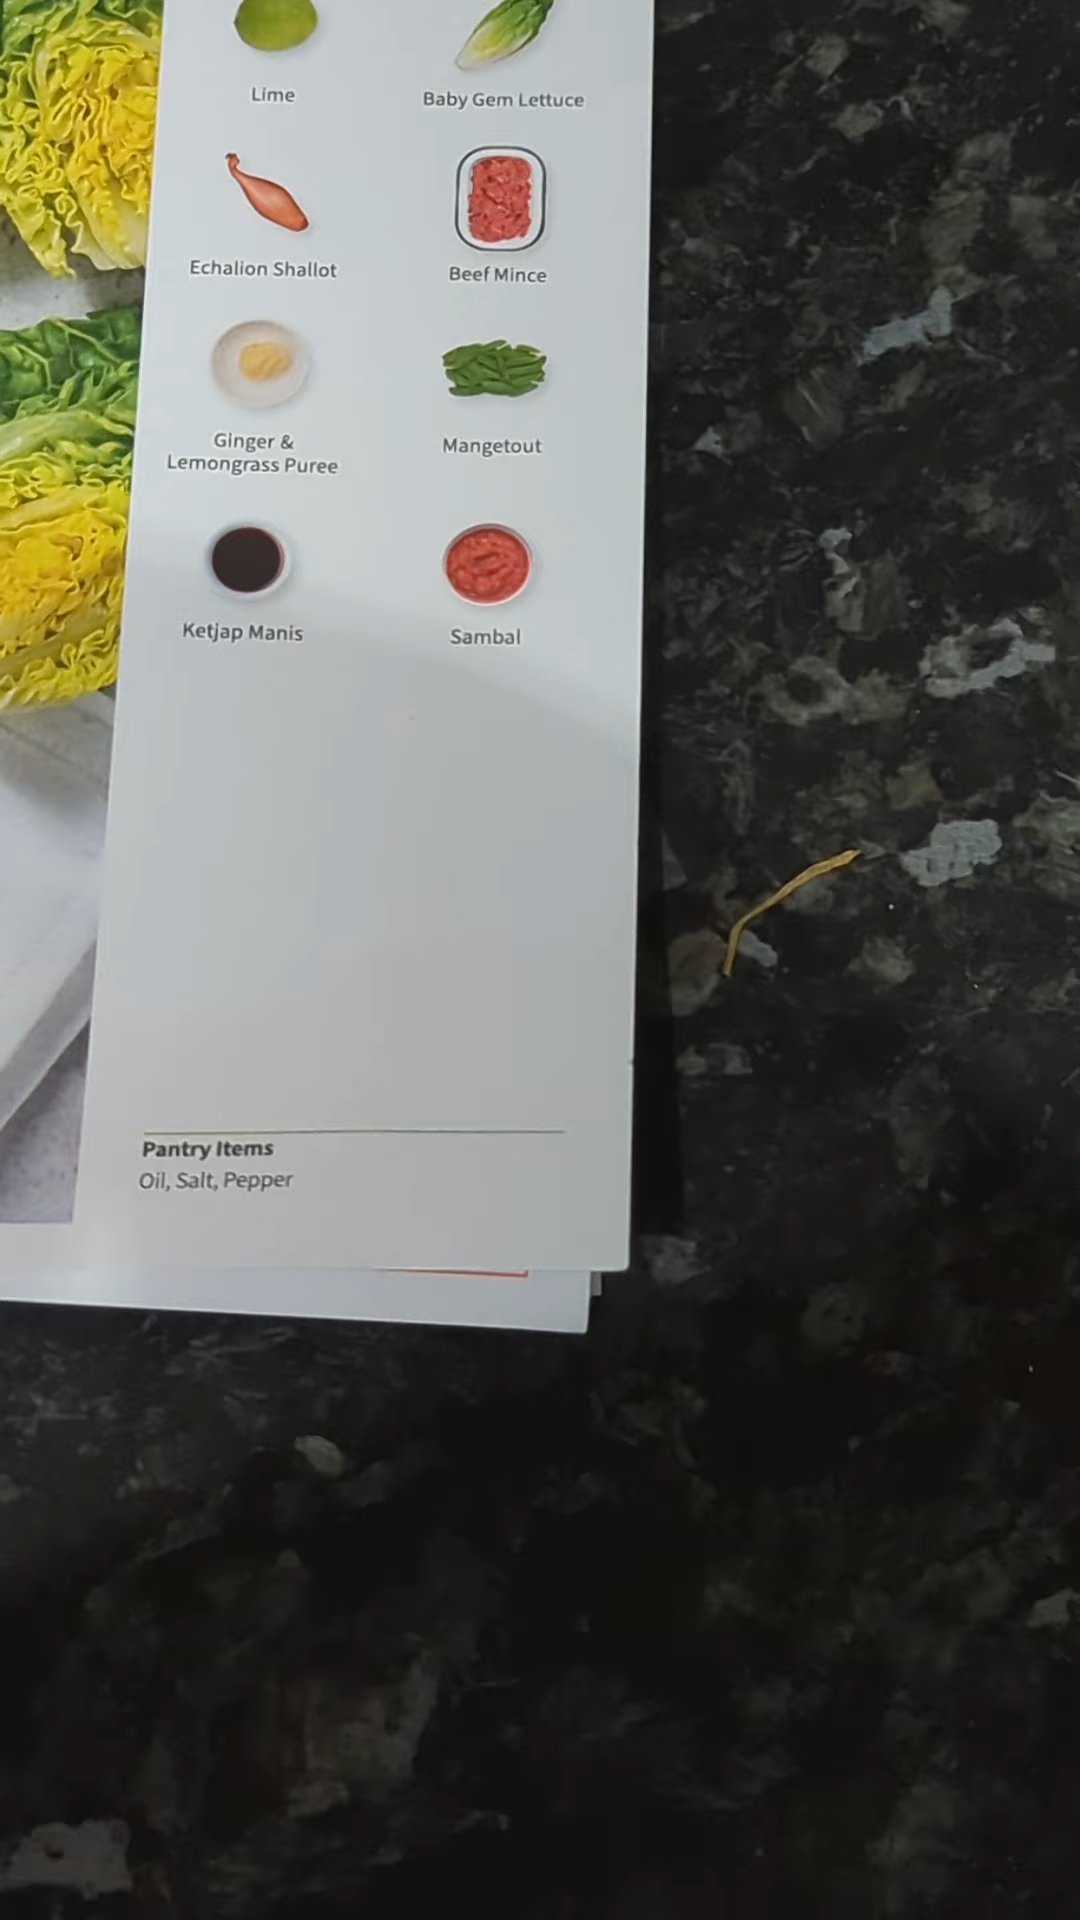 Lime
Baby Gem Lettuce
Echalion Shallot
Beef Mince
Ginger &
Lemongrass Puree
Mangetout
Ketjap Manis
Sambal
Pantry Items
Oil, Salt, Pepper